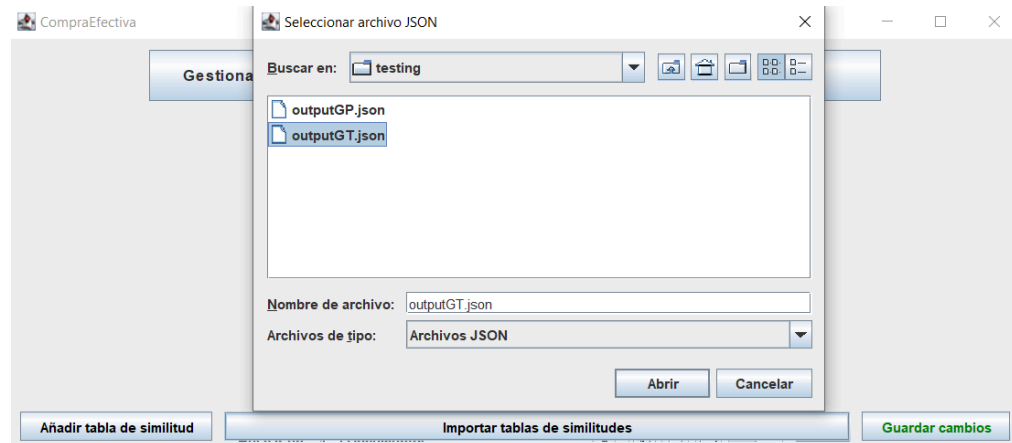 CompraEfectiva
Seleccionar archivo JSON
Gestiona
Buscar en: testing
outputGP.json
outputGT.json
Nombre de archivo: outputGT.json
Archivos de tipo: Archivos JSON
Abrir Cancelar
Añadir tabla de similitud Importar tablas de similitudes Guardar cambios